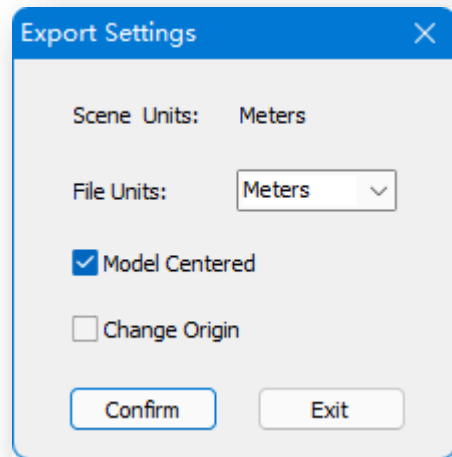 Export Settings
Scene Units: Meters
File Units: Meters
Model Centered
Change Origin
Confirm Exit